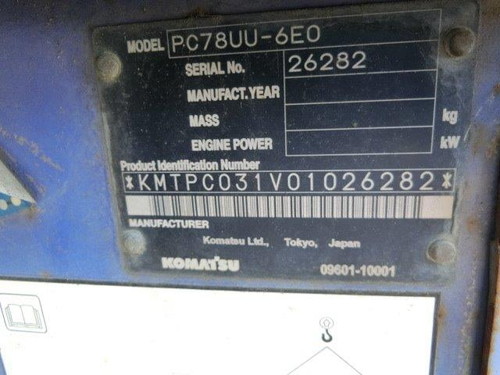 MODEL PC78UU-6E0
SERIAL No. 26282
MANUFACT. YEAR
MASS kg
ENGINE POWER kW
Product Identification Number
*KMTPC031V01026282*
MANUFACTURER
Komatsu Ltd., Tokyo, Japan
KOMATSU 09601-10001